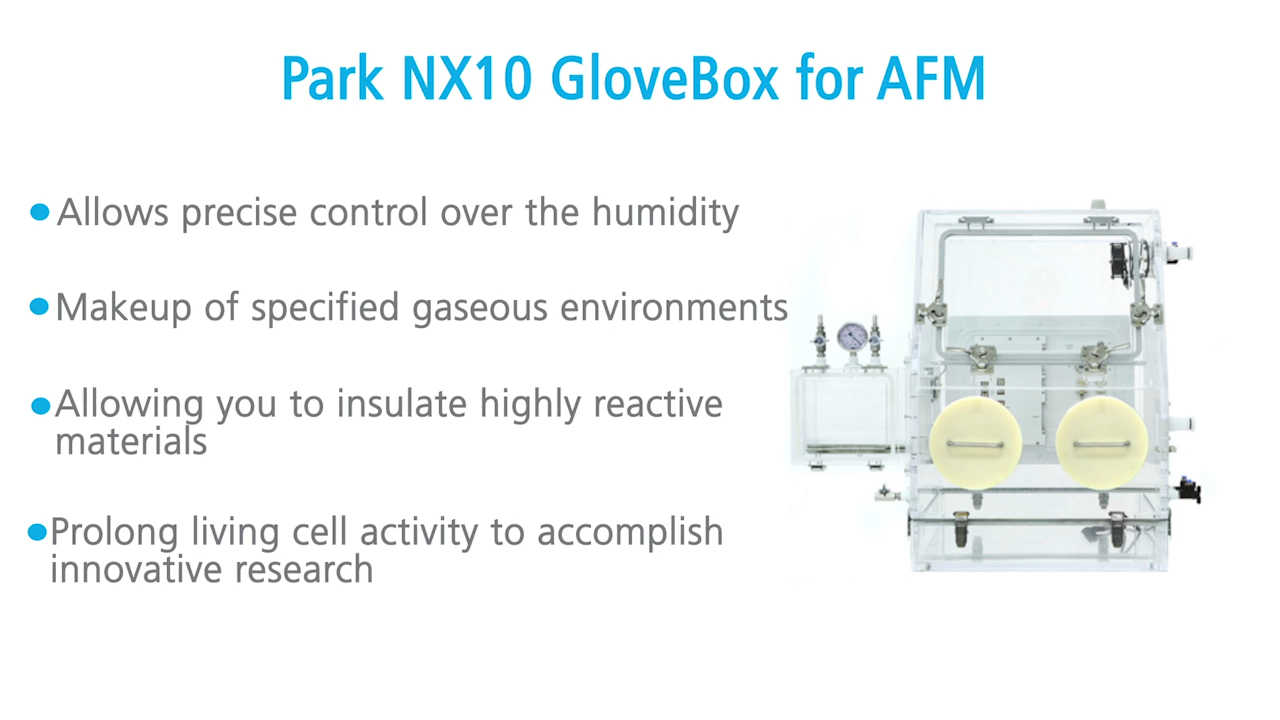 Park NX10 GloveBox for AFM
Allows precise control over the humidity
Makeup of specified gaseous environments
Allowing you to insulate highly reactive
materials
Prolong living cell activity to accomplish
innovative research